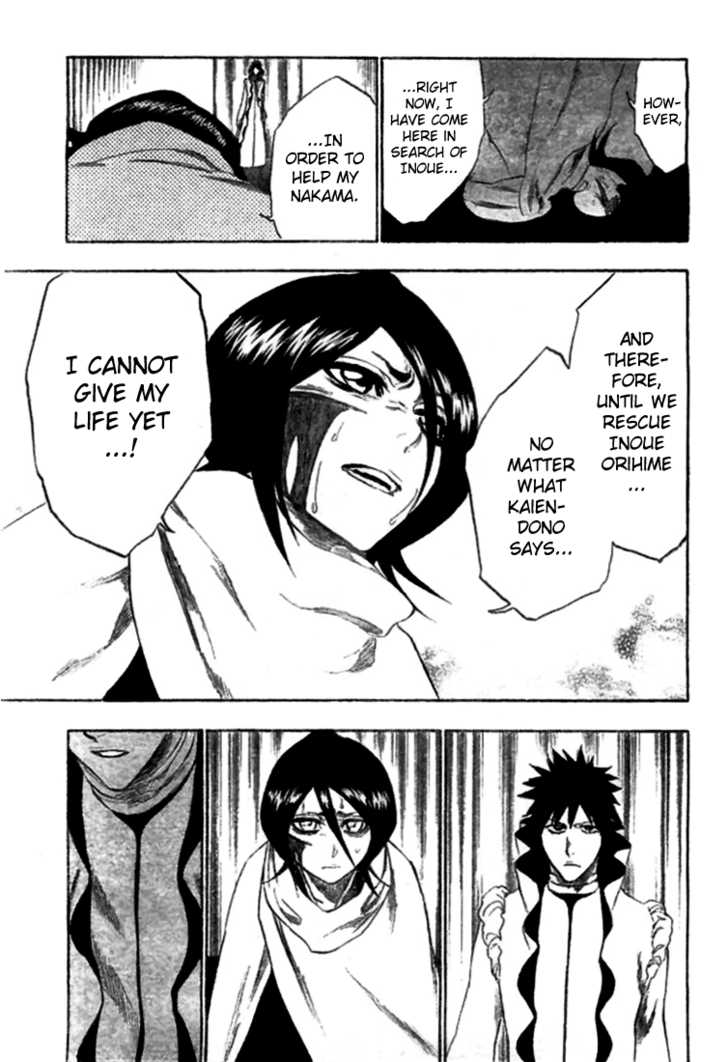 HOW-
EVER,
...RIGHT
NOW, I
HAVE COME
HERE IN
SEARCH OF
INOUE...
...IN
ORDER TO
HELP MY
NAKAMA.
AND
THERE-
FORE,
UNTIL WE
RESCUE
INOUE
ORIHIME
...
NO
MATTER
WHAT
KAIEN-
DONO
SAYS...
I CANNOT
GIVE MY
LIFE YET
...!